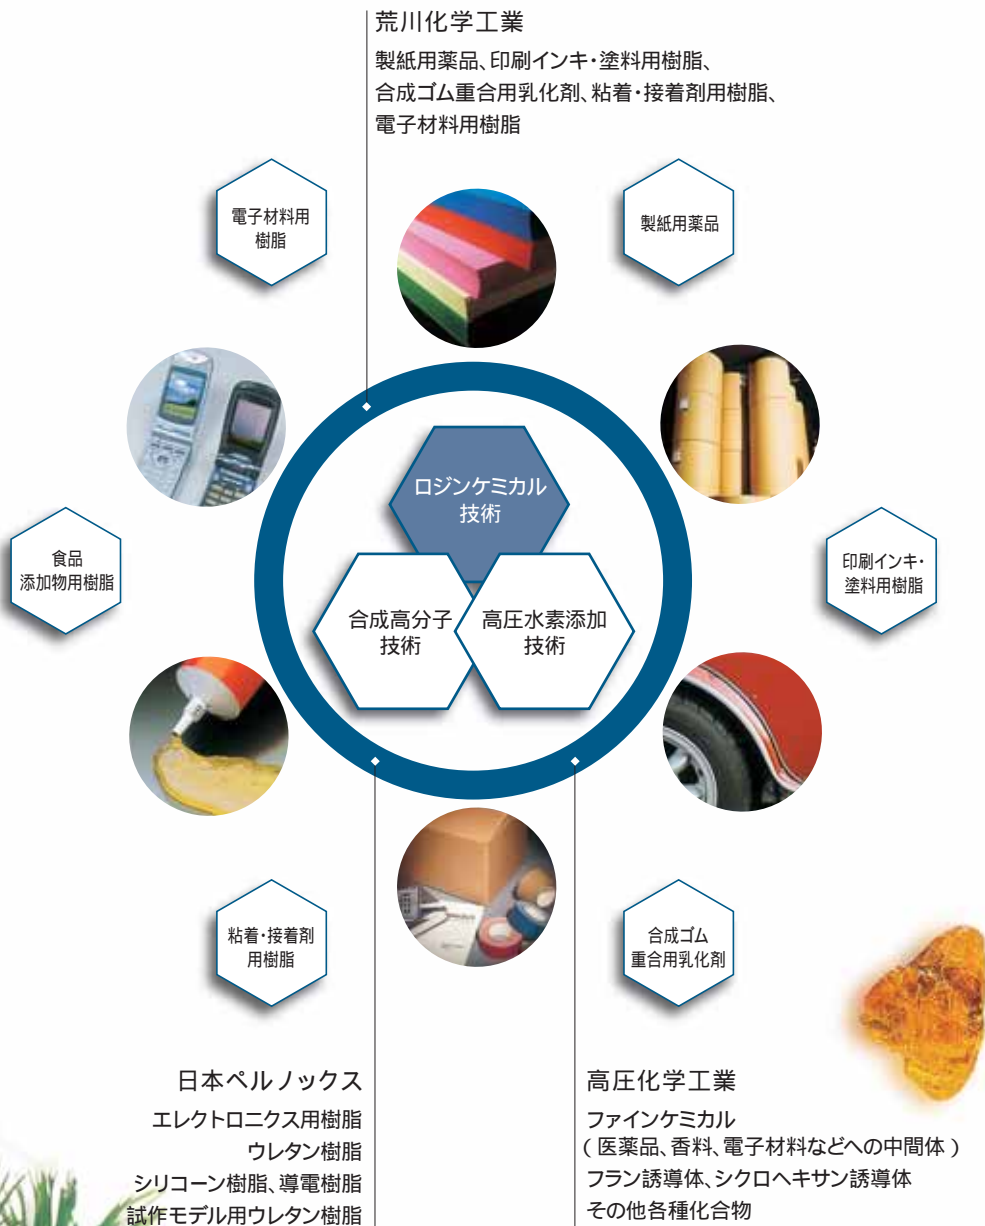 荒川化学工業
製紙用薬品、印刷インキ・塗料用樹脂、
合成ゴム重合用乳化剤、粘着・接着剤用樹脂、
電子材料用樹脂
電子材料用
樹脂
製紙用薬品
ロジンケミカル
技術
食品
添加物用樹脂
印刷インキ・
塗料用樹脂
合成高分子
技術
高圧水素添加
技術
粘着・接着剤
用樹脂
合成ゴム
重合用乳化剤
日本ペルノックス
エレクトロニクス用樹脂
ウレタン樹脂
シリコーン樹脂、導電樹脂
試作モデル用ウレタン樹脂
高圧化学工業
ファインケミカル
(医薬品、香料、電子材料などへの中間体)
フラン誘導体、シクロヘキサン誘導体
その他各種化合物